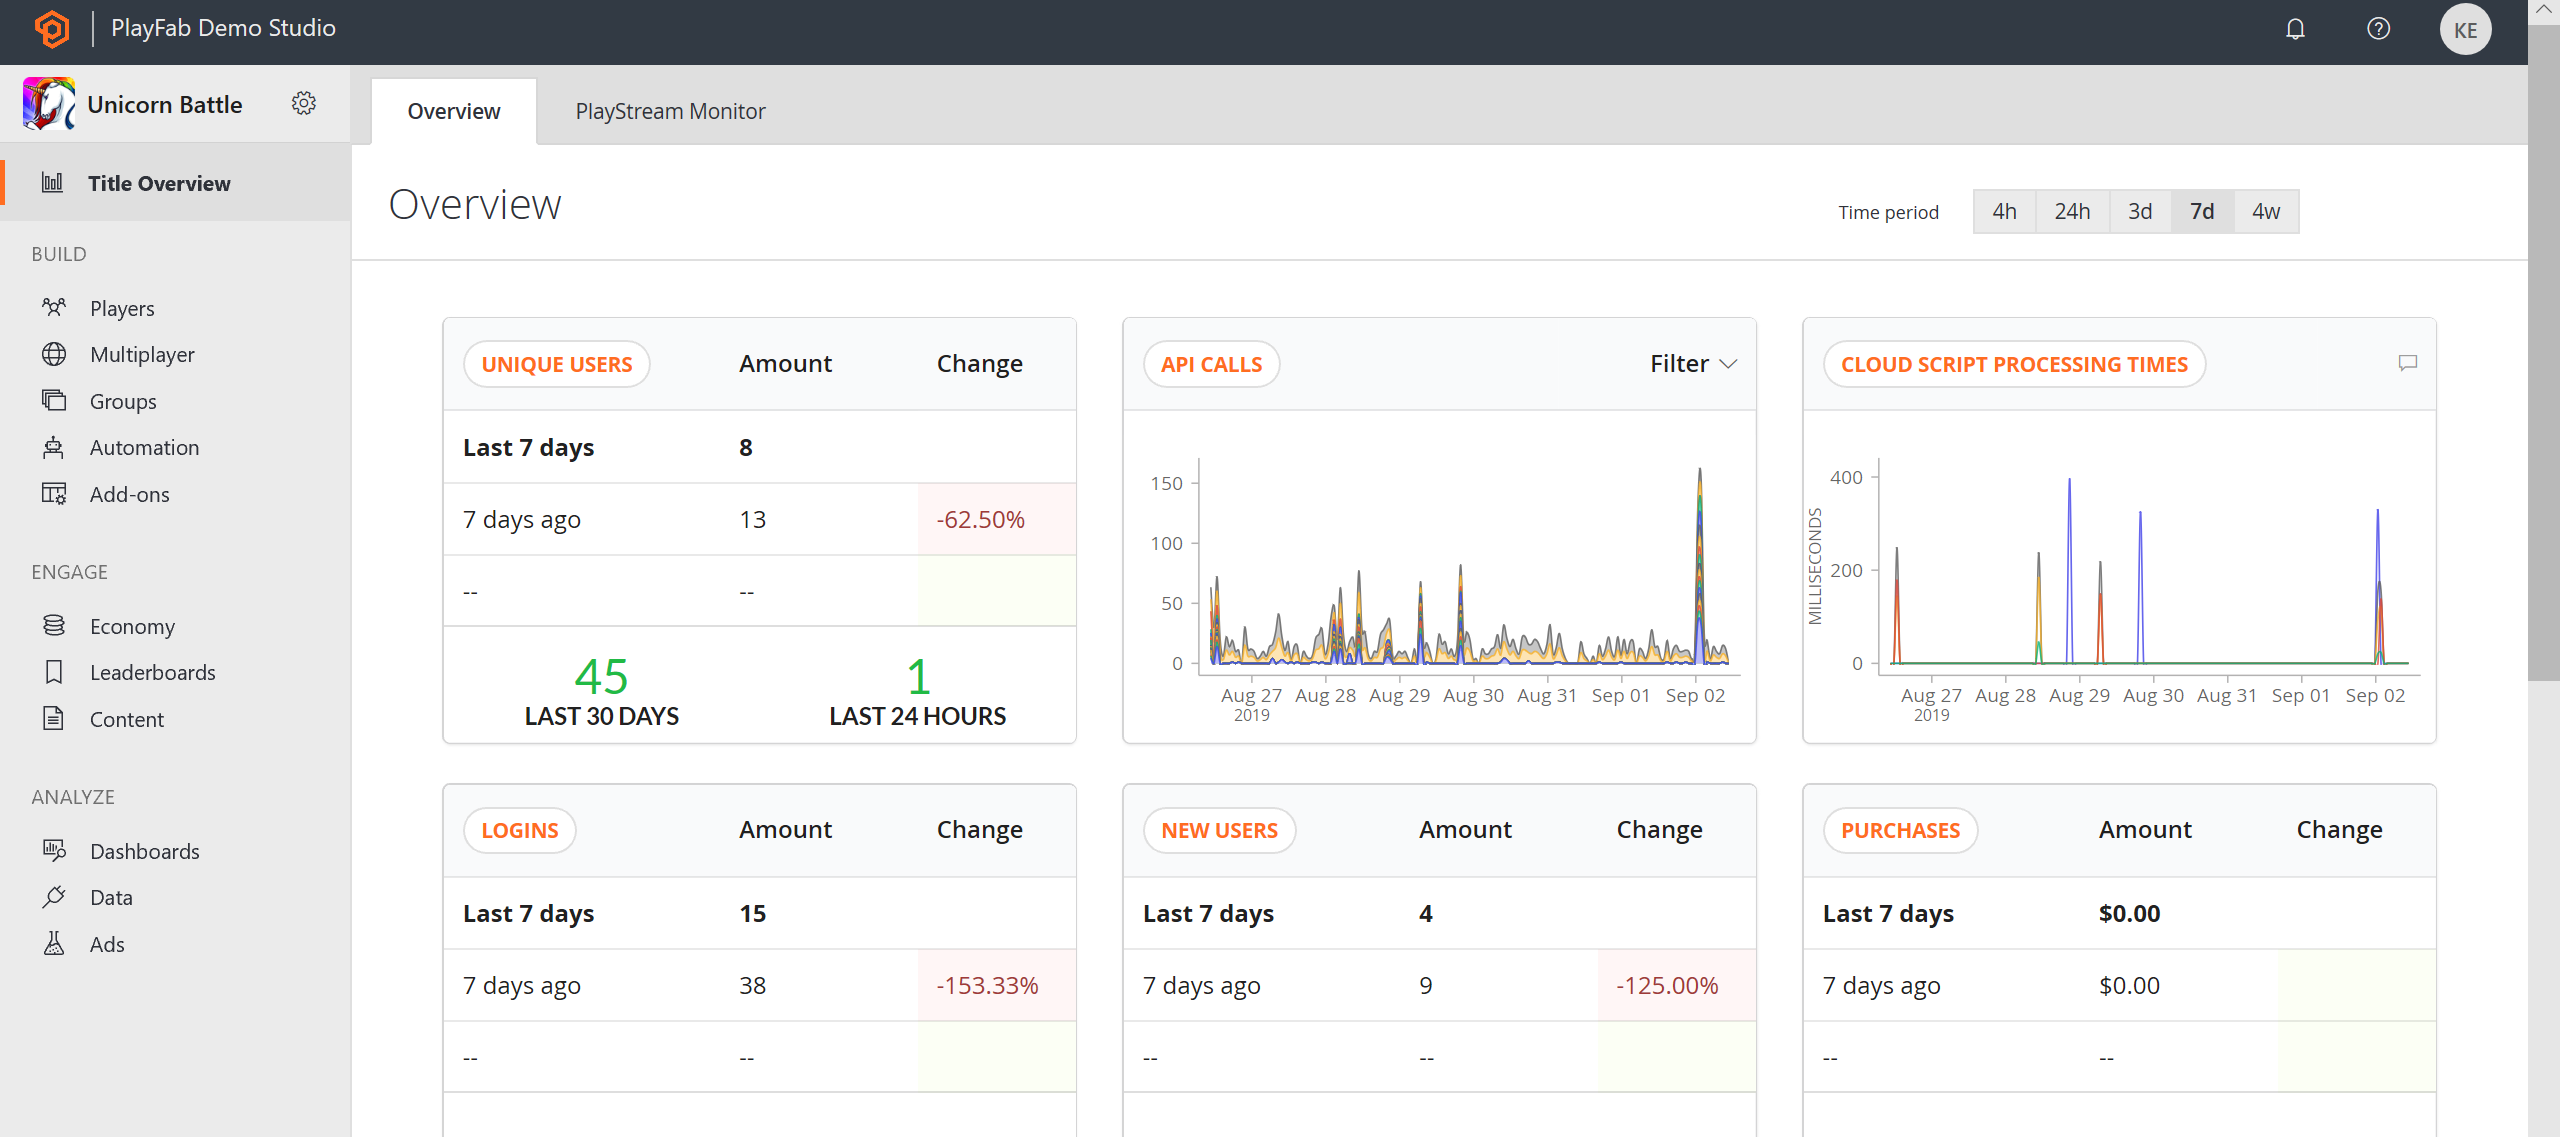 PlayFab Demo Studio
KE
Unicorn Battle
Overview
PlayStream Monitor
Title Overview
BUILD
Players
Multiplayer
Groups
Automation
Add-ons
ENGAGE
Economy
Leaderboards
Content
ANALYZE
Dashboards
Data
Ads
Overview
Time period
4h 24h 3d 7d 4w
UNIQUE USERS Amount Change
Last 7 days 8
7 days ago 13 -62.50%
-- --
45 1
LAST 30 DAYS LAST 24 HOURS
API CALLS Filter
150
100
50
0
Aug 27 Aug 28 Aug 29 Aug 30 Aug 31 Sep 01 Sep 02
2019
CLOUD SCRIPT PROCESSING TIMES
MILLISECONDS
400
200
0
Aug 27 Aug 28 Aug 29 Aug 30 Aug 31 Sep 01 Sep 02
2019
LOGINS Amount Change
Last 7 days 15
7 days ago 38 -153.33%
-- --
NEW USERS Amount Change
Last 7 days 4
7 days ago 9 -125.00%
-- --
PURCHASES Amount Change
Last 7 days $0.00
7 days ago $0.00
-- --